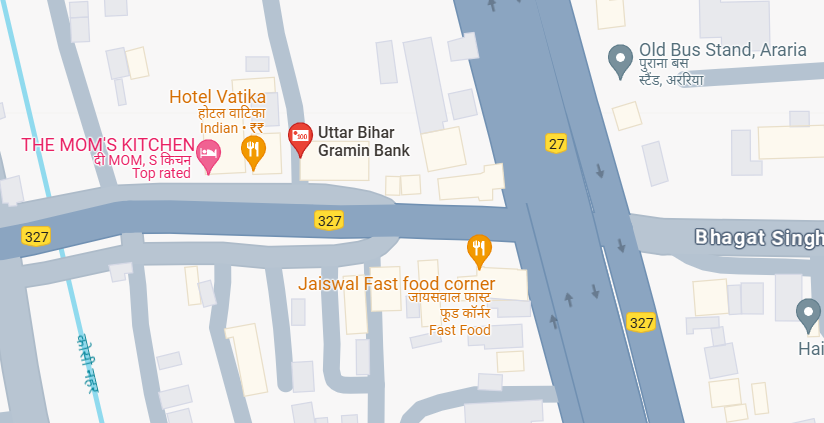 Old Bus Stand, Araria
पुराना बस
स्टैंड, अररिया
Hotel Vatika
होटल वाटिका
Indian • ₹₹
Uttar Bihar
Gramin Bank
THE MOM'S KITCHEN
दी MOM, S किचन
Top rated
27
327
327
Bhagat Singh
Jaiswal Fast food corner
जायसवाल फास्ट
फूड कॉर्नर
Fast Food
327
कोसी नहर
Hai